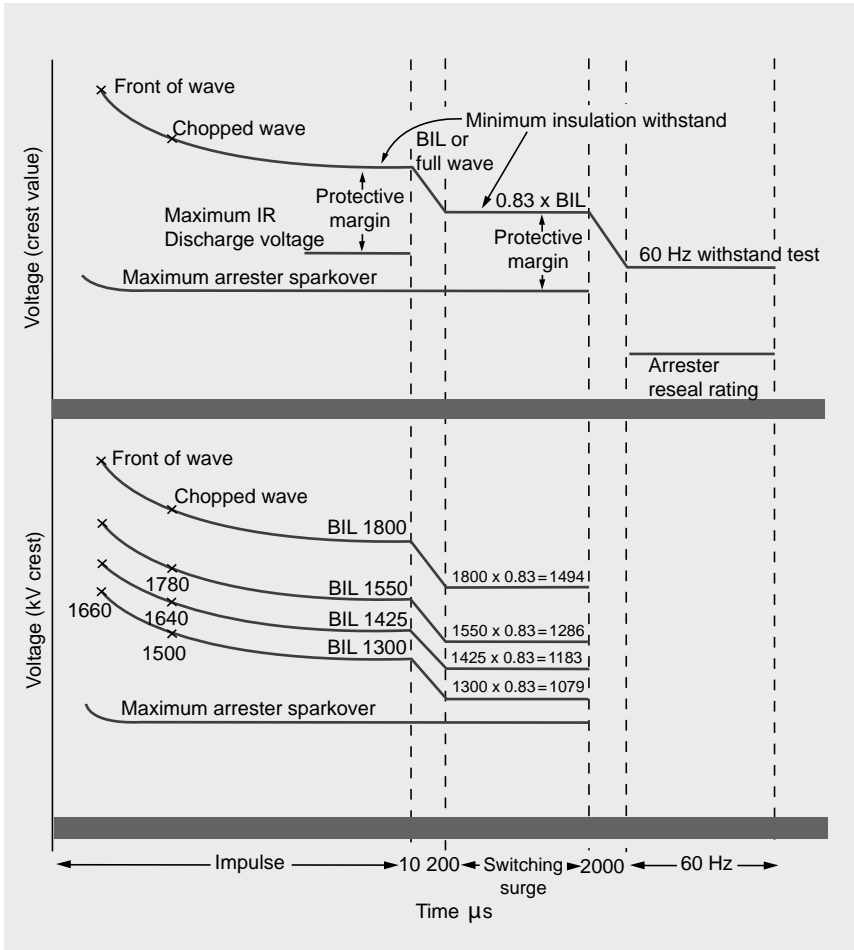 Voltage (crest value)
Front of wave
Chopped wave
BIL or
full wave
Minimum insulation withstand
Protective
margin
0.83 x BIL
Maximum IR
Discharge voltage
Protective
margin
60 Hz withstand test
Maximum arrester sparkover
Arrester
reseal rating
Voltage (kV crest)
Front of wave
Chopped wave
BIL 1800
1800 x 0.83 = 1494
1780
BIL 1550
1660
1640
BIL 1425
1550 x 0.83 = 1286
1500
BIL 1300
1425 x 0.83 = 1183
1300 x 0.83 = 1079
Maximum arrester sparkover
Impulse
10 200
Switching
surge
2000
60 Hz
Time μs